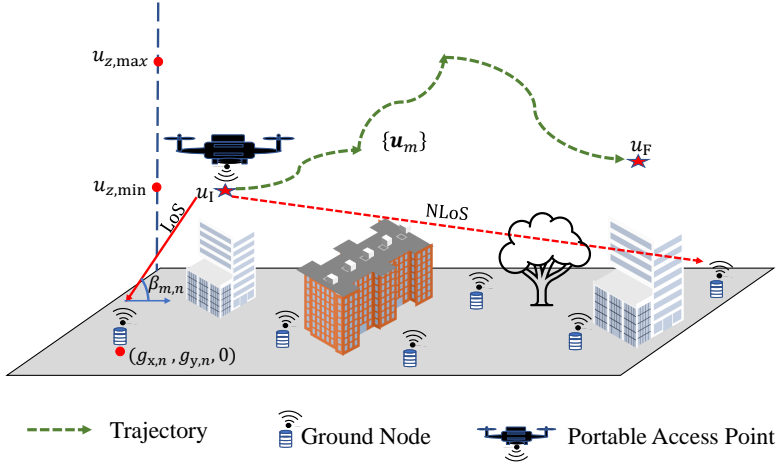 u_{z,max}
u_F
{u_m}
u_{z,min}
u_I
LoS
NLoS
β_{m,n}
(g_{x,n}, g_{y,n}, 0)
Trajectory
Ground Node
Portable Access Point